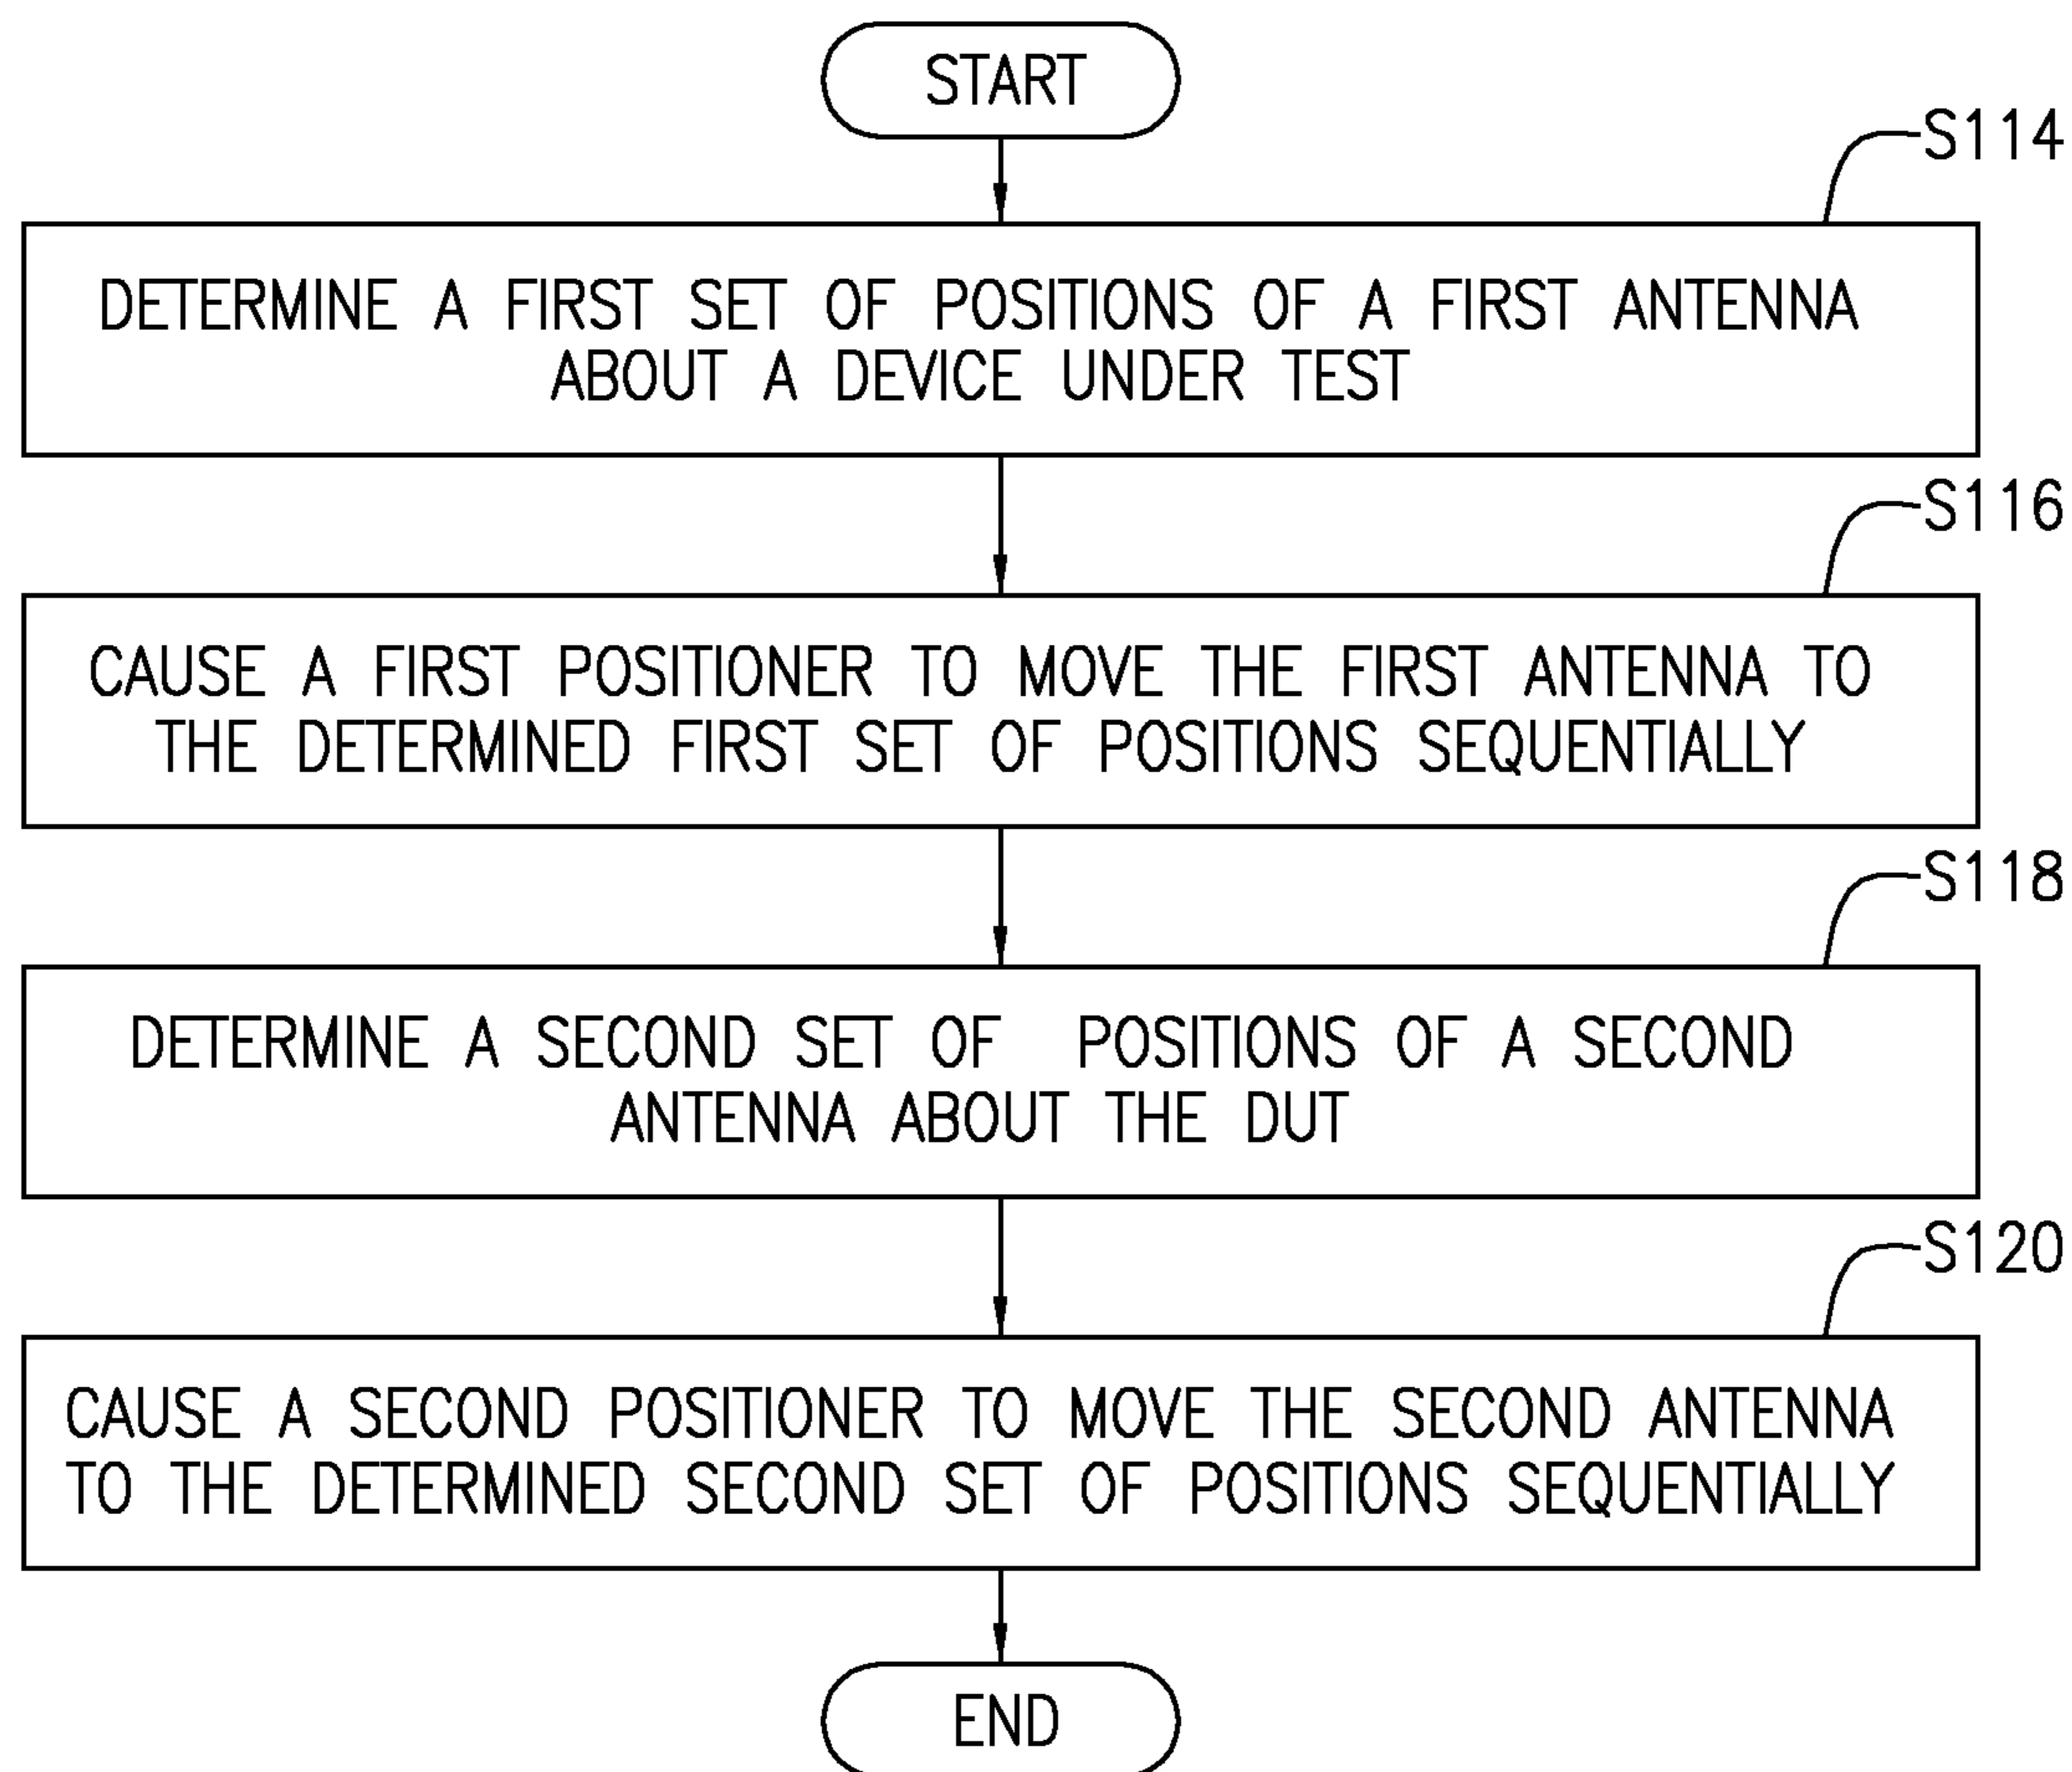 START
S114
DETERMINE A FIRST SET OF POSITIONS OF A FIRST ANTENNA
ABOUT A DEVICE UNDER TEST
S116
CAUSE A FIRST POSITIONER TO MOVE THE FIRST ANTENNA TO
THE DETERMINED FIRST SET OF POSITIONS SEQUENTIALLY
S118
DETERMINE A SECOND SET OF POSITIONS OF A SECOND
ANTENNA ABOUT THE DUT
S120
CAUSE A SECOND POSITIONER TO MOVE THE SECOND ANTENNA
TO THE DETERMINED SECOND SET OF POSITIONS SEQUENTIALLY
END